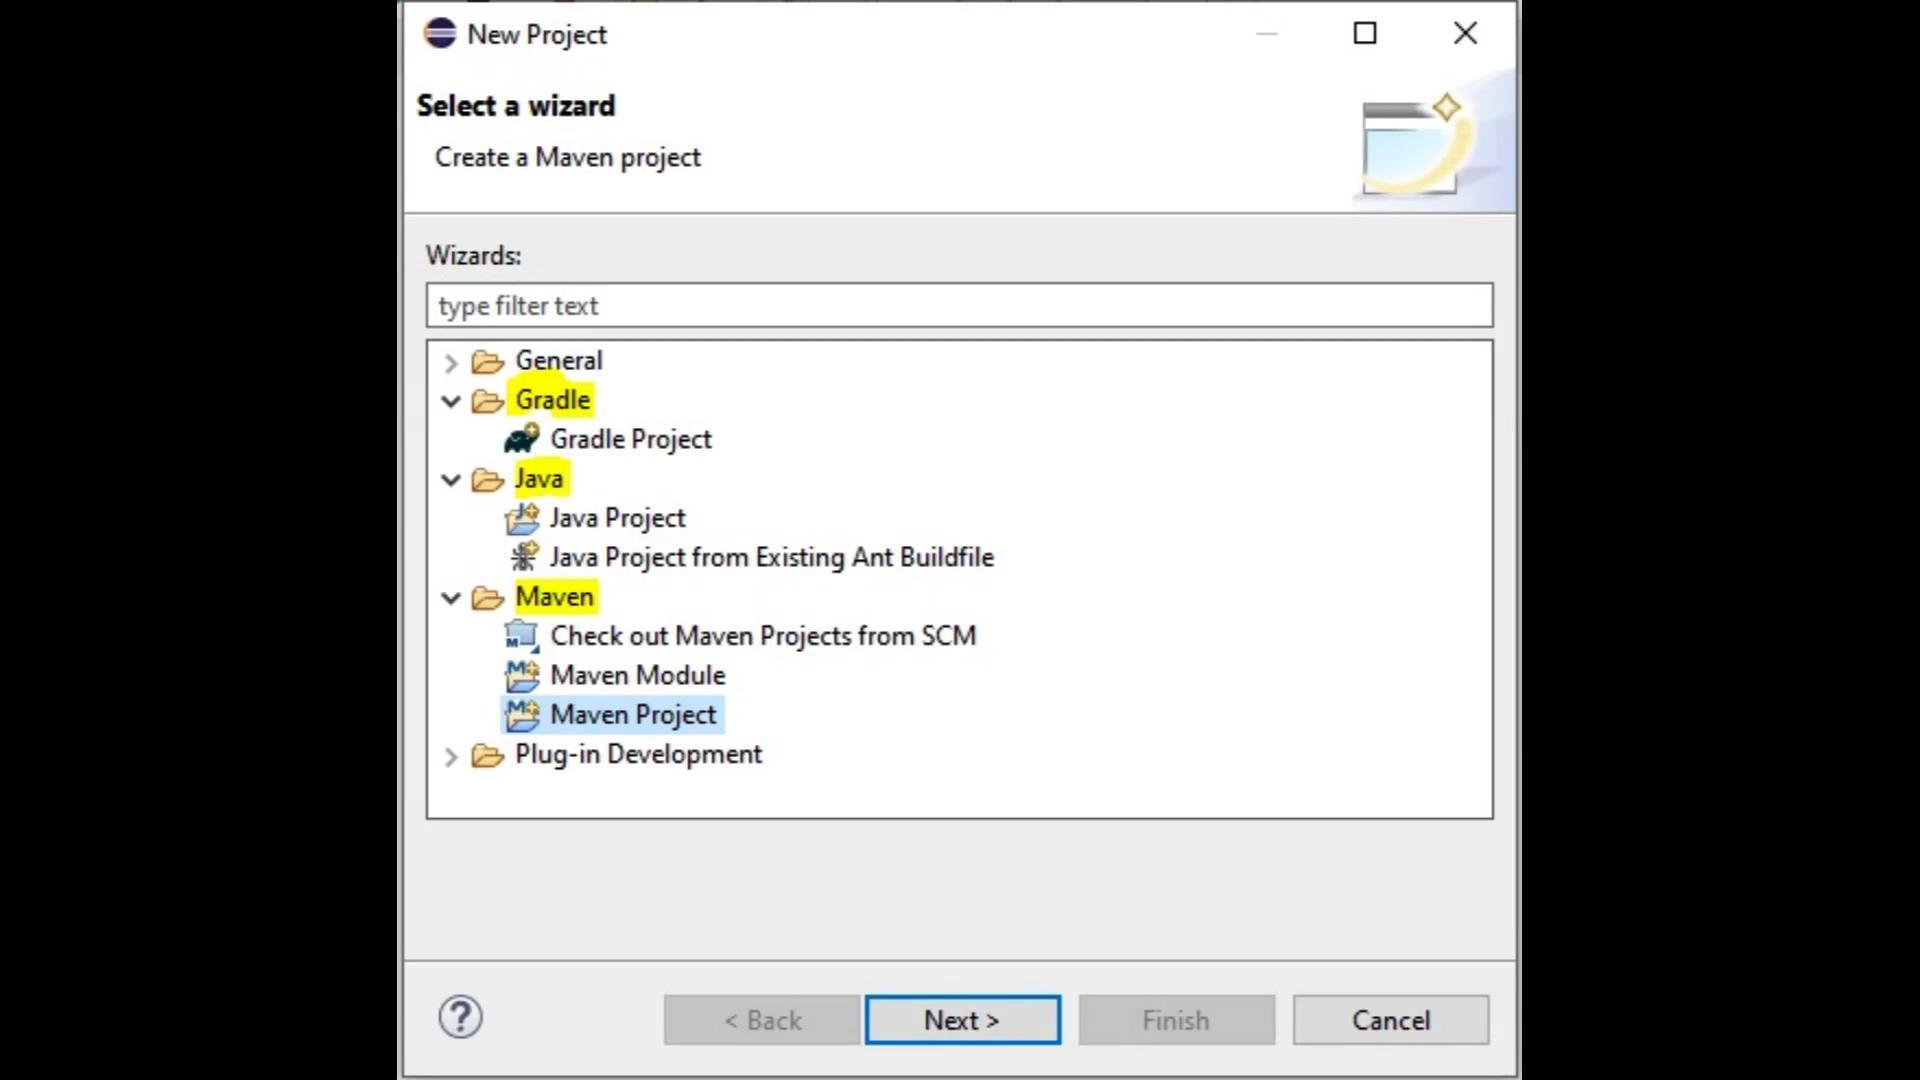 New Project
Select a wizard
Create a Maven project
Wizards:
type filter text
General
Gradle
Gradle Project
Java
Java Project
Java Project from Existing Ant Buildfile
Maven
Check out Maven Projects from SCM
Maven Module
Maven Project
Plug-in Development
? < Back Next > Finish Cancel